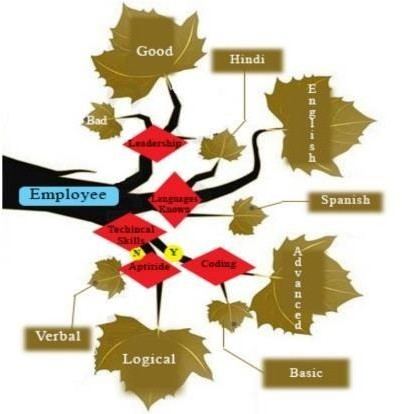 Good
Hindi
English
Bad
Leadership
Employee
Languages
Known
Spanish
Techincal
Skills
N
Y
Aptitide
Coding
Advanced
Verbal
Logical
Basic